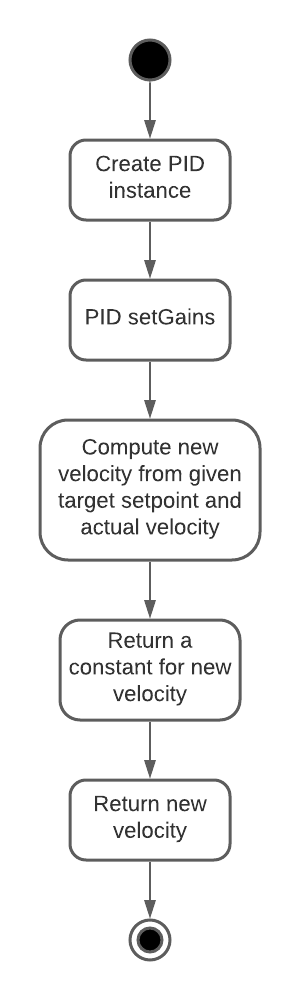 Create PID
instance
PID setGains
Compute new
velocity from given
target setpoint and
actual velocity
Return a
constant for new
velocity
Return new
velocity